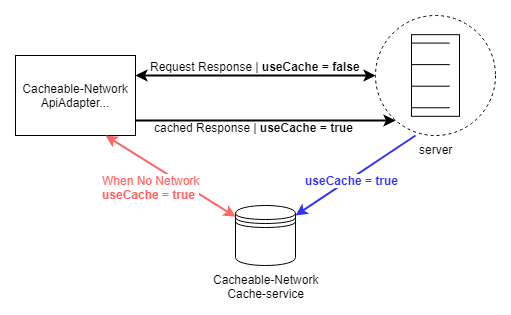 Request Response | useCache = false
Cacheable-Network
ApiAdapter...
cached Response | useCache = true
server
When No Network
useCache = true
useCache = true
Cacheable-Network
Cache-service